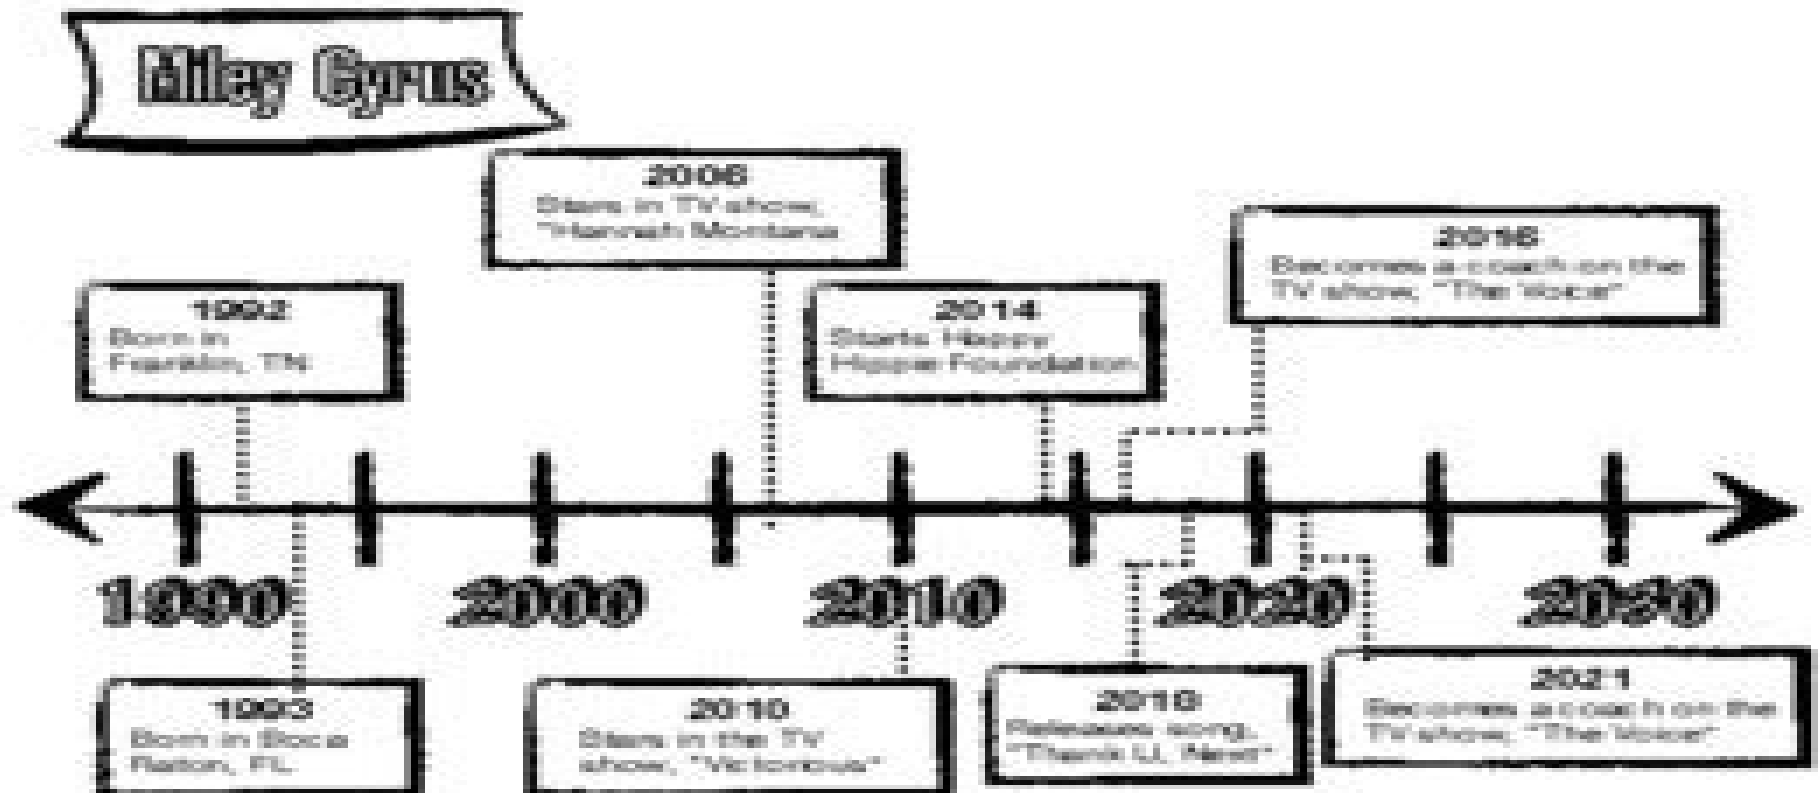 Miley Cyrus
2006
Stars in TV show,
"Hannah Montana
2016
Becomes a coach on the
TV show, "The Voice"
1992
Born in
Franklin, TN
2014
Starts Happy
Hippie Foundation
1990
2000
2010
2020
2030
1993
Born in Boca
Raton, FL
2010
Stars in the TV
show, "Victorious"
2018
Releases song,
"Thank U, Next"
2021
Becomes a coach on the
TV show, "The Voice"